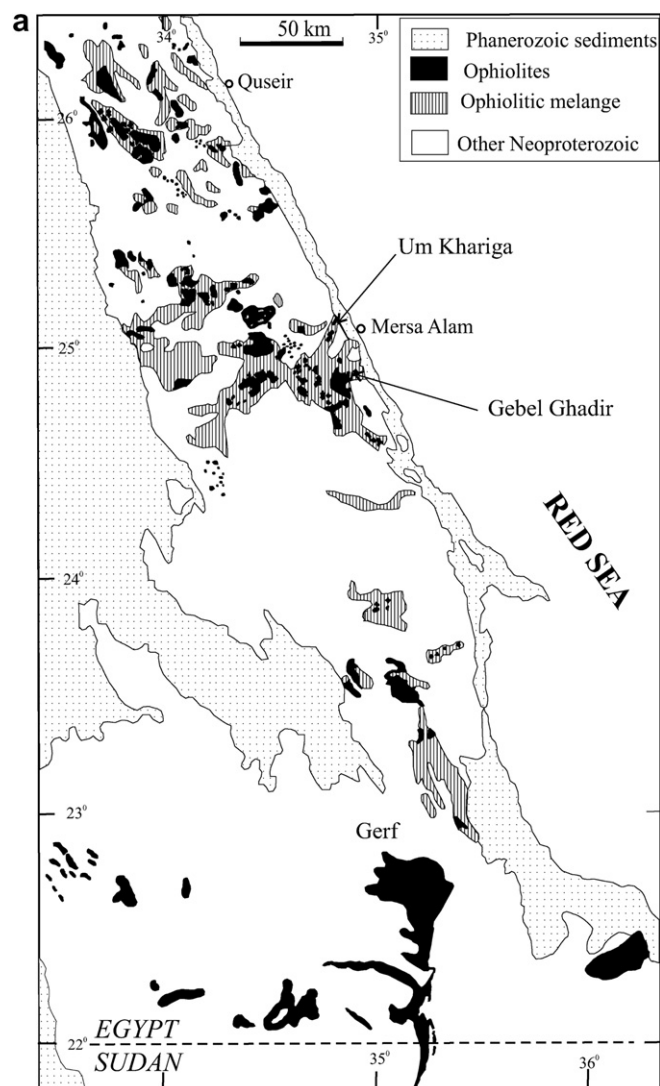 a
34°
50 km
35°
Phanerozoic sediments
Ophiolites
Ophiolitic melange
Other Neoproterozoic
Quseir
26°
Um Khariga
Mersa Alam
25°
Gebel Ghadir
RED SEA
24°
23°
Gerf
EGYPT
22°
SUDAN
35°
36°